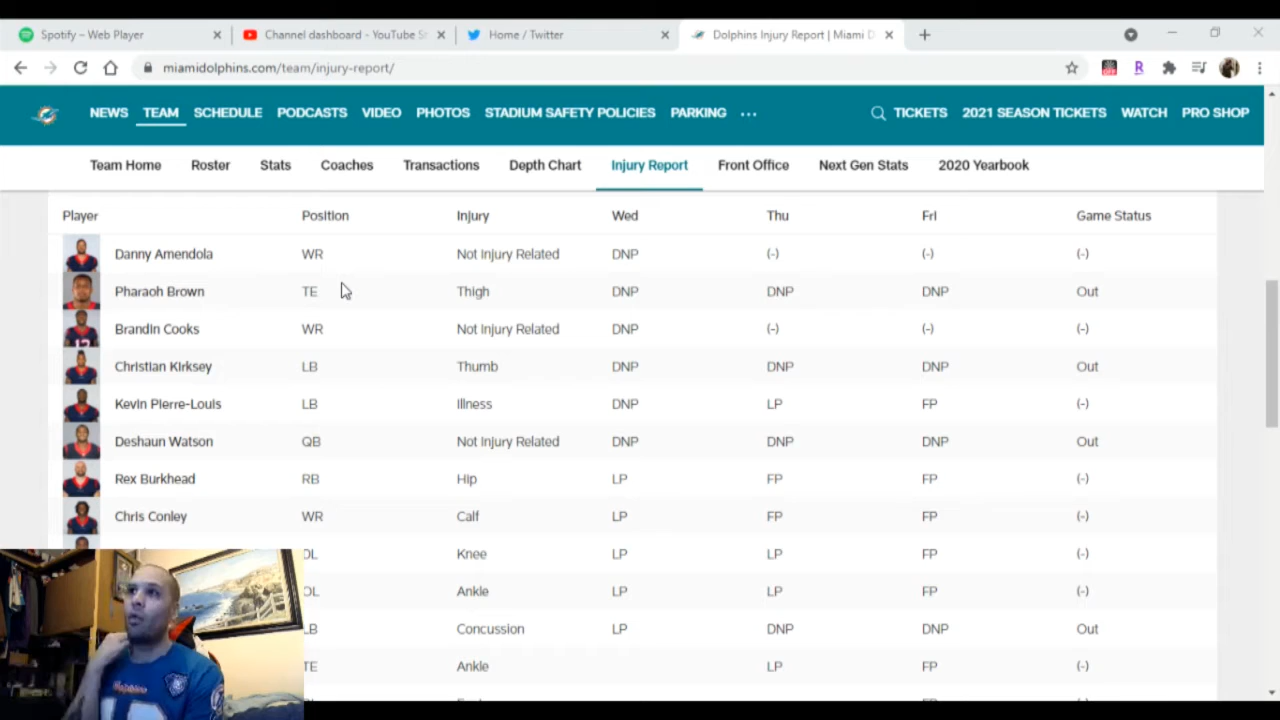 Spotify – Web Player
Channel dashboard - YouTube St
Home / Twitter
Dolphins Injury Report | Miami D
miamidolphins.com/team/injury-report/
R
NEWS TEAM SCHEDULE PODCASTS VIDEO PHOTOS STADIUM SAFETY POLICIES PARKING ... TICKETS 2021 SEASON TICKETS WATCH PRO SHOP
Team Home Roster Stats Coaches Transactions Depth Chart Injury Report Front Office Next Gen Stats 2020 Yearbook
Player Position Injury Wed Thu Fri Game Status
Danny Amendola WR Not Injury Related DNP (-) (-) (-)
Pharaoh Brown TE Thigh DNP DNP DNP Out
Brandin Cooks WR Not Injury Related DNP (-) (-) (-)
Christian Kirksey LB Thumb DNP DNP DNP Out
Kevin Pierre-Louis LB Illness DNP LP FP (-)
Deshaun Watson QB Not Injury Related DNP DNP DNP Out
Rex Burkhead RB Hip LP FP FP (-)
Chris Conley WR Calf LP FP FP (-)
OL Knee LP LP FP (-)
OL Ankle LP LP FP (-)
LB Concussion LP DNP DNP Out
TE Ankle LP FP (-)